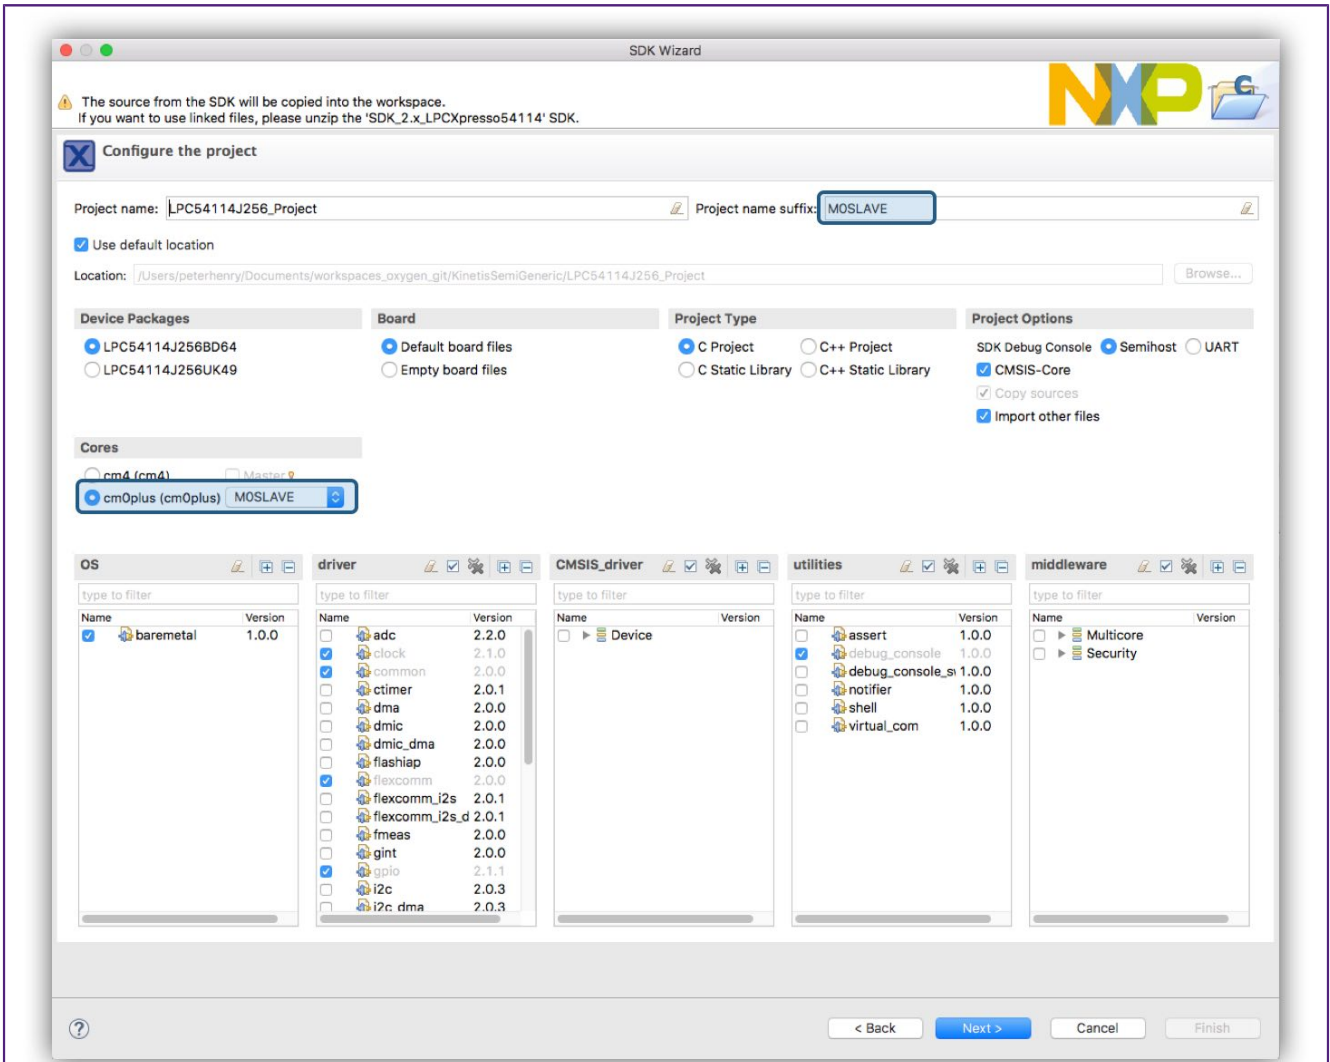 SDK Wizard
The source from the SDK will be copied into the workspace.
If you want to use linked files, please unzip the 'SDK_2.x_LPCXpresso54114' SDK.
NXP
C
X
Configure the project
Project name: LPC54114J256_Project
Project name suffix: M0SLAVE
Use default location
Location: /Users/peterhenry/Documents/workspaces_oxygen_git/KinetisSemiGeneric/LPC54114J256_Project Browse...
Device Packages Board Project Type Project Options
LPC54114J256BD64 Default board files C Project C++ Project SDK Debug Console Semihost UART
LPC54114J256UK49 Empty board files C Static Library C++ Static Library CMSIS-Core
Copy sources
Import other files
Cores
cm4 (cm4) Master
cm0plus (cm0plus) M0SLAVE
OS driver CMSIS_driver utilities middleware
type to filter type to filter type to filter type to filter type to filter
Name Version Name Version Name Version Name Version Name Version
baremetal 1.0.0 adc 2.2.0 Device assert 1.0.0 Multicore
clock 2.1.0 debug_console 1.0.0 Security
common 2.0.0 debug_console_s 1.0.0
ctimer 2.0.1 notifier 1.0.0
dma 2.0.0 shell 1.0.0
dmic 2.0.0 virtual_com 1.0.0
dmic_dma 2.0.0
flashiap 2.0.0
flexcomm 2.0.0
flexcomm_i2s 2.0.1
flexcomm_i2s_d 2.0.1
fmeas 2.0.0
gint 2.0.0
gpio 2.1.1
i2c 2.0.3
i2c_dma 2.0.3
? < Back Next > Cancel Finish